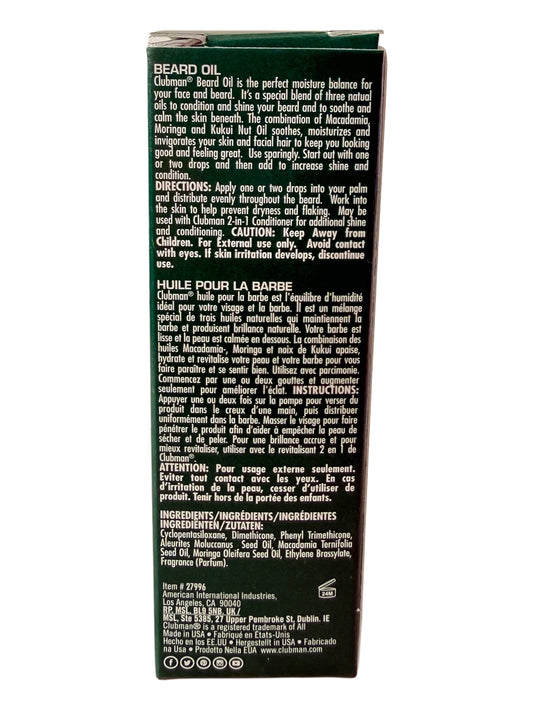 BEARD OIL
Clubman® Beard Oil is the perfect moisture balance for
your face and beard. It's a special blend of three natural
oils to condition and shine your beard and to soothe and
calm the skin beneath. The combination of Macadamia,
Moringa and Kukui Nut Oil soothes, moisturizes and
invigorates your skin and facial hair to keep you looking
good and feeling great. Use sparingly. Start out with one
or two drops and then add to increase shine and
condition.
DIRECTIONS: Apply one or two drops into your palm
and distribute evenly throughout the beard. Work into
the skin to help prevent dryness and flaking. May be
used with Clubman 2-in-1 Conditioner for additional shine
and conditioning. CAUTION: Keep Away from
Children. For External use only. Avoid contact
with eyes. If skin irritation develops, discontinue
use.
HUILE POUR LA BARBE
Clubman® huile pour la barbe est l'équilibre d'humidité
idéal pour votre visage et la barbe. Il est un mélange
spécial de trois huiles naturelles qui maintiennent la
barbe et produisent brillance naturelle. Votre barbe est
lisse et la peau est calmée en dessous. La combinaison des
huiles Macadamia-, Moringa et noix de Kukui apaise,
hydrate et revitalise votre peau et votre barbe pour vous
faire paraître et se sentir bien. Utilisez avec parcimonie.
Commencez par une ou deux gouttes et augmenter
seulement pour améliorer l'éclat. INSTRUCTIONS:
Appuyer une ou deux fois sur la pompe pour verser du
produit dans le creux d'une main, puis distribuer
uniformément dans la barbe. Masser le visage pour faire
pénétrer le produit afin d'aider à empêcher la peau de
sécher et de peler. Pour une brillance accrue et pour
mieux revitaliser, utiliser avec le revitalisant 2 en 1 de
Clubman®.
ATTENTION: Pour usage externe seulement.
Eviter tout contact avec les yeux. En cas
d'irritation de la peau, cesser d'utiliser de
produit. Tenir hors de la portée des enfants.
INGREDIENTS/INGRÉDIENTS/INGRÉDIENTES
INGREDIËNTEN/ZUTATEN:
Cyclopentasiloxane, Dimethicone, Phenyl Trimethicone,
Aleurites Moluccanus Seed Oil, Macadamia Ternifolia
Seed Oil, Moringa Oleifera Seed Oil, Ethylene Brassylate,
Fragrance (Parfum).
Item # 27996
American International Industries,
Los Angeles, CA 90040
RP, MSL, BL9 5NB, UK/
MSL, Ste 5385, 27 Upper Pembroke St, Dublin. IE
Clubman® is a registered trademark of AII
Made in USA • Fabriqué en États-Unis
Hecho en los EE.UU • Hergestellt in USA • Fabricado
na Usa • Prodotto Nella EUA www.clubman.com
24M